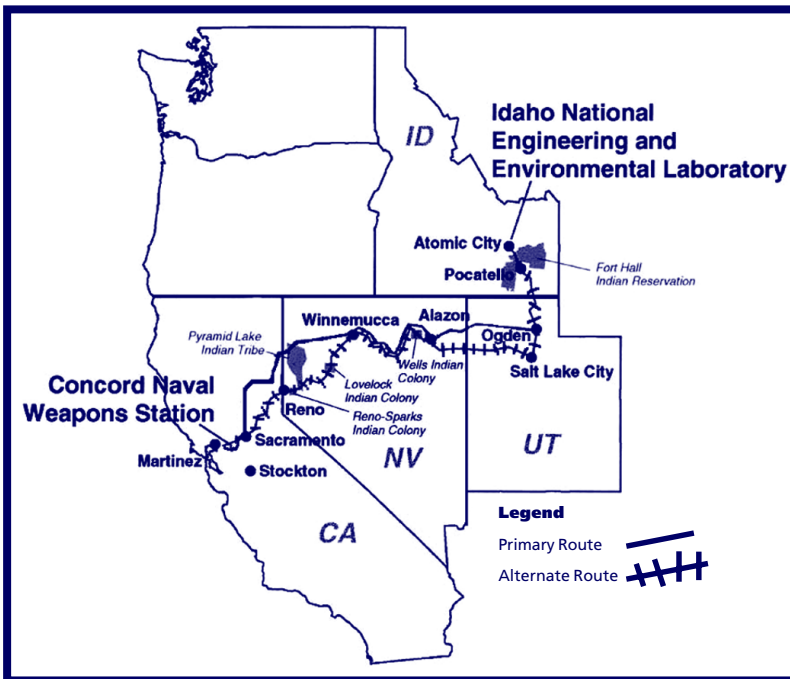 Idaho National
Engineering and
Environmental Laboratory
ID
Atomic City
Pocatello
Fort Hall
Indian Reservation
Winnemucca
Alazon
Pyramid Lake
Indian Tribe
Ogden
Wells Indian
Colony
Salt Lake City
Concord Naval
Weapons Station
Lovelock
Indian Colony
Reno
Reno-Sparks
Indian Colony
Sacramento
Martinez
Stockton
NV
UT
CA
Legend
Primary Route
Alternate Route